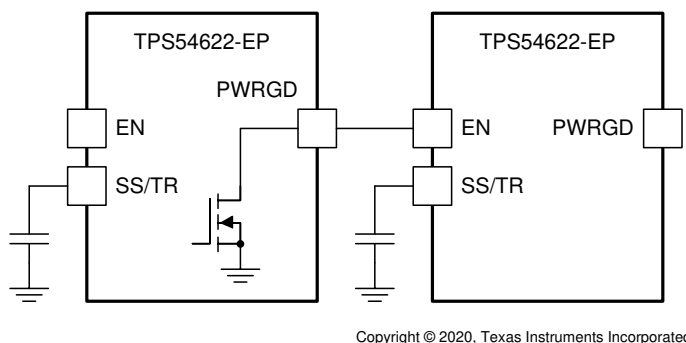 TPS54622-EP
PWRGD
EN
SS/TR
TPS54622-EP
EN
PWRGD
SS/TR
Copyright © 2020, Texas Instruments Incorporated